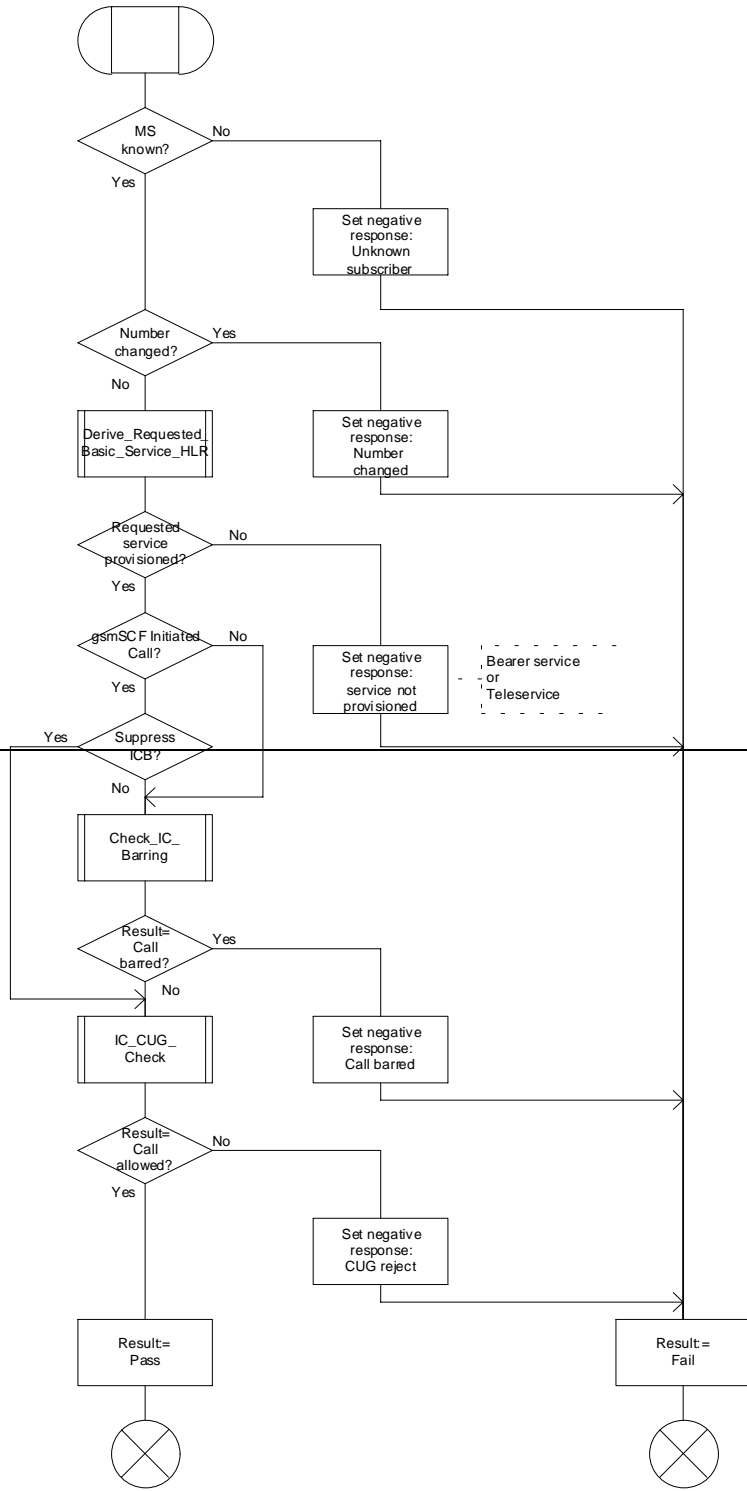 MS
known?
No
Yes
Set negative
response:
Unknown
subscriber
Number
changed?
Yes
No
Derive_Requested_
Basic_Service_HLR
Set negative
response:
Number
changed
Requested
service
provisioned?
No
Yes
gsmSCF Initiated
Call?
No
Yes
Set negative
response:
service not
provisioned
Bearer service
or
Teleservice
Yes
Suppress
ICB?
No
Check_IC_
Barring
Result=
Call
barred?
Yes
No
IC_CUG_
Check
Set negative
response:
Call barred
Result=
Call
allowed?
No
Yes
Set negative
response:
CUG reject
Result:=
Pass
Result:=
Fail